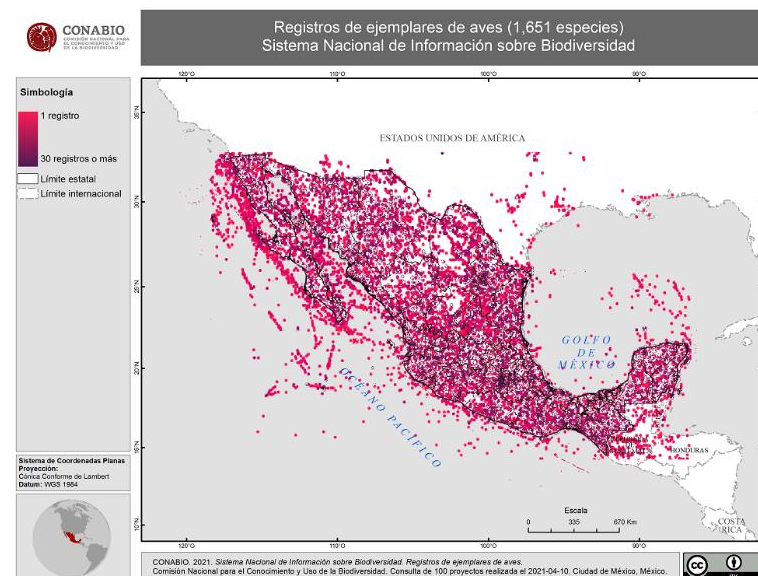 CONABIO
COMISIÓN NACIONAL PARA
EL CONOCIMIENTO Y USO
DE LA BIODIVERSIDAD
Registros de ejemplares de aves (1,651 especies)
Sistema Nacional de Información sobre Biodiversidad
Simbología
1 registro
30 registros o más
Límite estatal
Límite internacional
120°O
110°O
100°O
90°O
35°N
30°N
25°N
20°N
15°N
10°N
ESTADOS UNIDOS DE AMÉRICA
GOLFO
DE
MÉXICO
OCÉANO PACÍFICO
HONDURAS
COSTA
RICA
Escala
0 335 670 Km
120°O
110°O
100°O
90°O
Sistema de Coordenadas Planas
Proyección:
Cónica Conforme de Lambert
Datum: WGS 1984
CONABIO. 2021. Sistema Nacional de Información sobre Biodiversidad. Registros de ejemplares de aves.
Comisión Nacional para el Conocimiento y Uso de la Biodiversidad. Consulta de 100 proyectos realizada el 2021-04-10. Ciudad de México, México.
cc